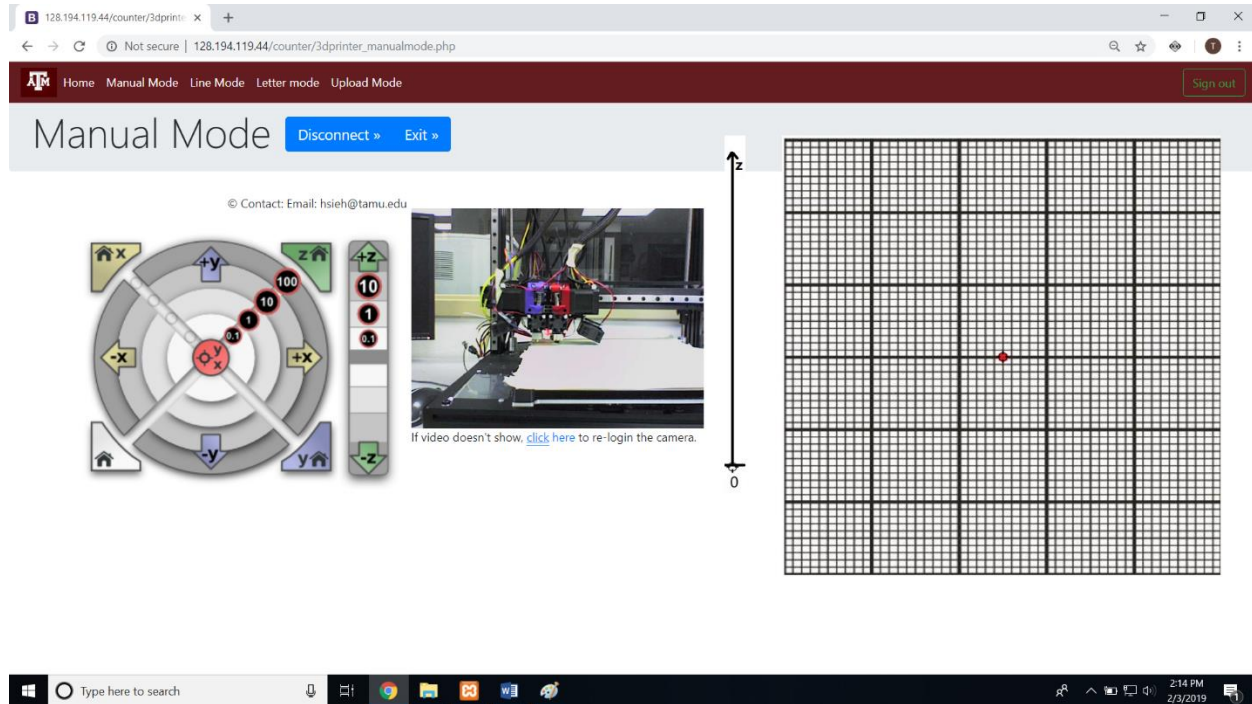 128.194.119.44/counter/3dprinte
Not secure | 128.194.119.44/counter/3dprinter_manualmode.php
T
ĀM Home Manual Mode Line Mode Letter mode Upload Mode Sign out
Manual Mode Disconnect » Exit »
z
© Contact: Email: hsieh@tamu.edu
x z +z
+y
100 10
10
1 1
0.1 0.1
-x y x +x
If video doesn't show, click here to re-login the camera.
-y y -z
0
Type here to search
2:14 PM
2/3/2019
1